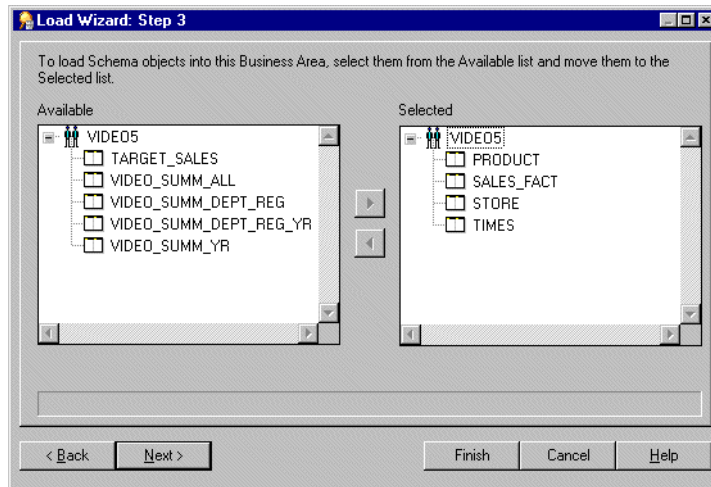 Load Wizard: Step 3
To load Schema objects into this Business Area, select them from the Available list and move them to the
Selected list.
Available
VIDEO5
TARGET_SALES
VIDEO_SUMM_ALL
VIDEO_SUMM_DEPT_REG
VIDEO_SUMM_DEPT_REG_YR
VIDEO_SUMM_YR
Selected
VIDEO5
PRODUCT
SALES_FACT
STORE
TIMES
< Back
Next >
Finish
Cancel
Help